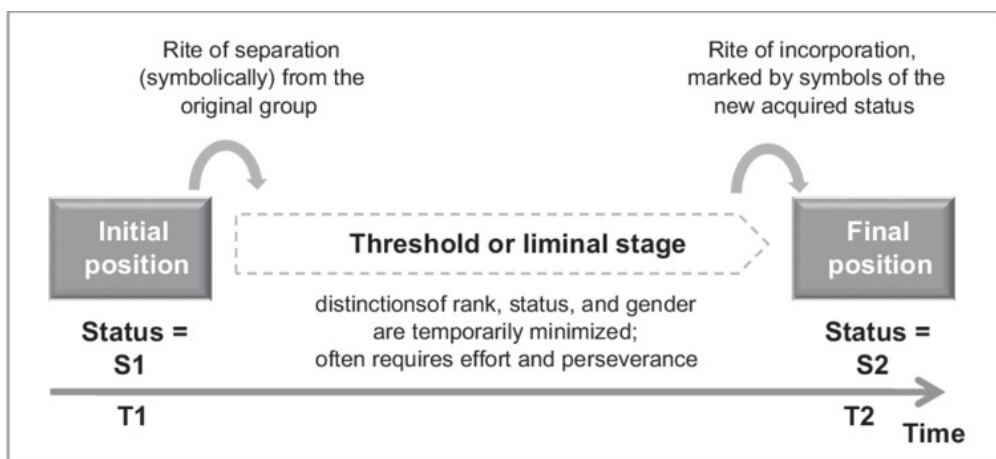 Rite of separation
(symbolically) from the
original group
Rite of incorporation,
marked by symbols of the
new acquired status
Initial
position
Threshold or liminal stage
Final
position
distinctionsof rank, status, and gender
are temporarily minimized;
often requires effort and perseverance
Status =
S1
Status =
S2
T1
T2
Time